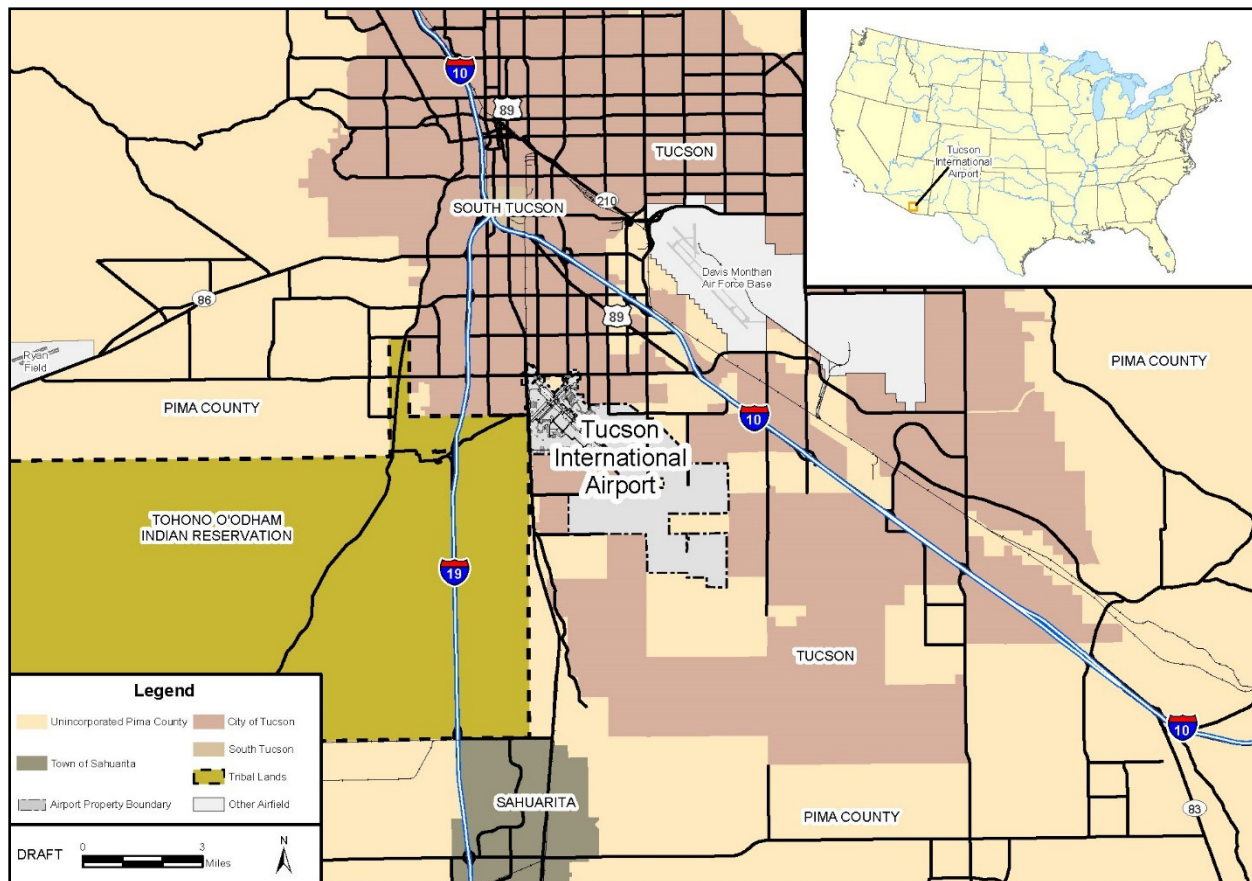 10
89
TUCSON
Tucson
International
Airport
SOUTH TUCSON
210
Davis Monthan
Air Force Base
86
89
Ryan
Field
PIMA COUNTY
PIMA COUNTY
10
Tucson
International
Airport
TOHONO O'ODHAM
INDIAN RESERVATION
19
TUCSON
10
Legend
Unincorporated Pima County
City of Tucson
South Tucson
Town of Sahuarita
Tribal Lands
Airport Property Boundary
Other Airfield
SAHUARITA
PIMA COUNTY
83
DRAFT
0
3
Miles
N